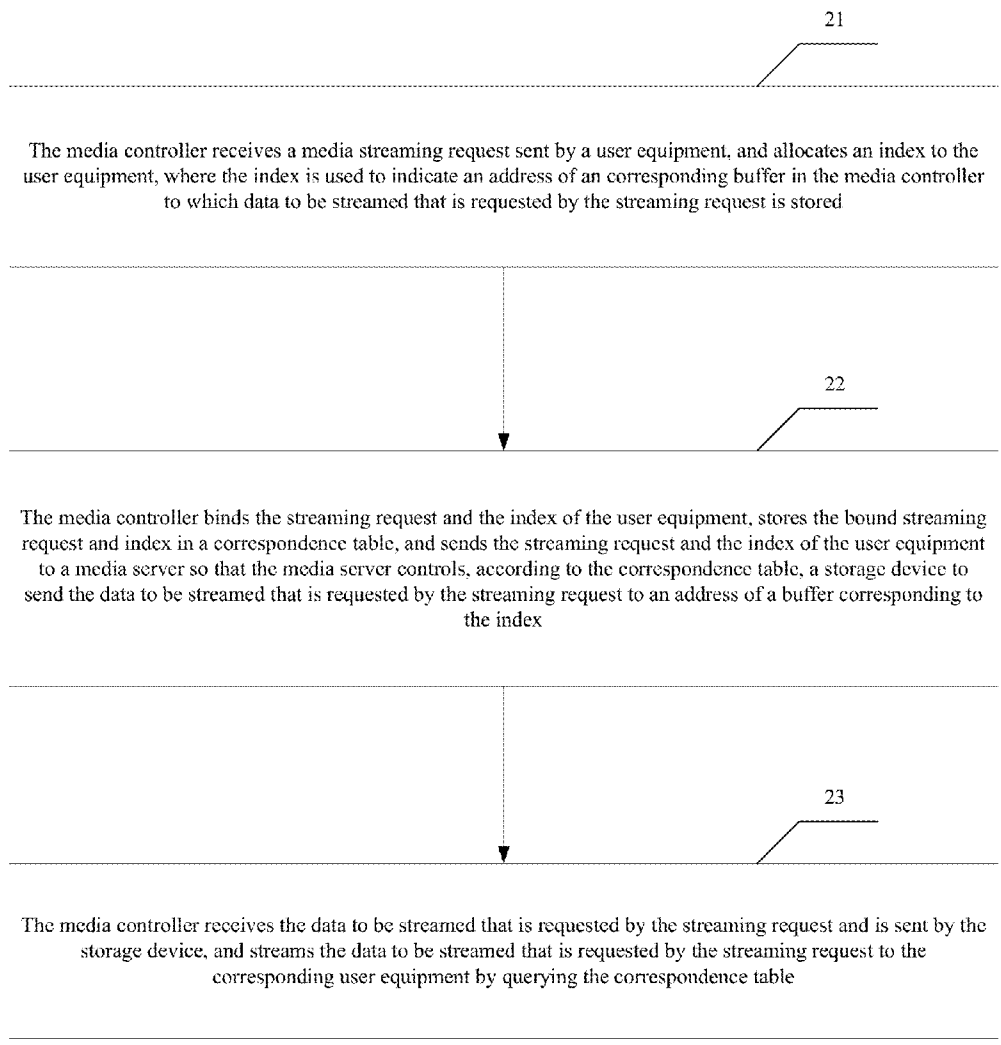 21
The media controller receives a media streaming request sent by a user equipment, and allocates an index to the
user equipment, where the index is used to indicate an address of an corresponding buffer in the media controller
to which data to be streamed that is requested by the streaming request is stored
22
The media controller binds the streaming request and the index of the user equipment, stores the bound streaming
request and index in a correspondence table, and sends the streaming request and the index of the user equipment
to a media server so that the media server controls, according to the correspondence table, a storage device to
send the data to be streamed that is requested by the streaming request to an address of a buffer corresponding to
the index
23
The media controller receives the data to be streamed that is requested by the streaming request and is sent by the
storage device, and streams the data to be streamed that is requested by the streaming request to the
corresponding user equipment by querying the correspondence table